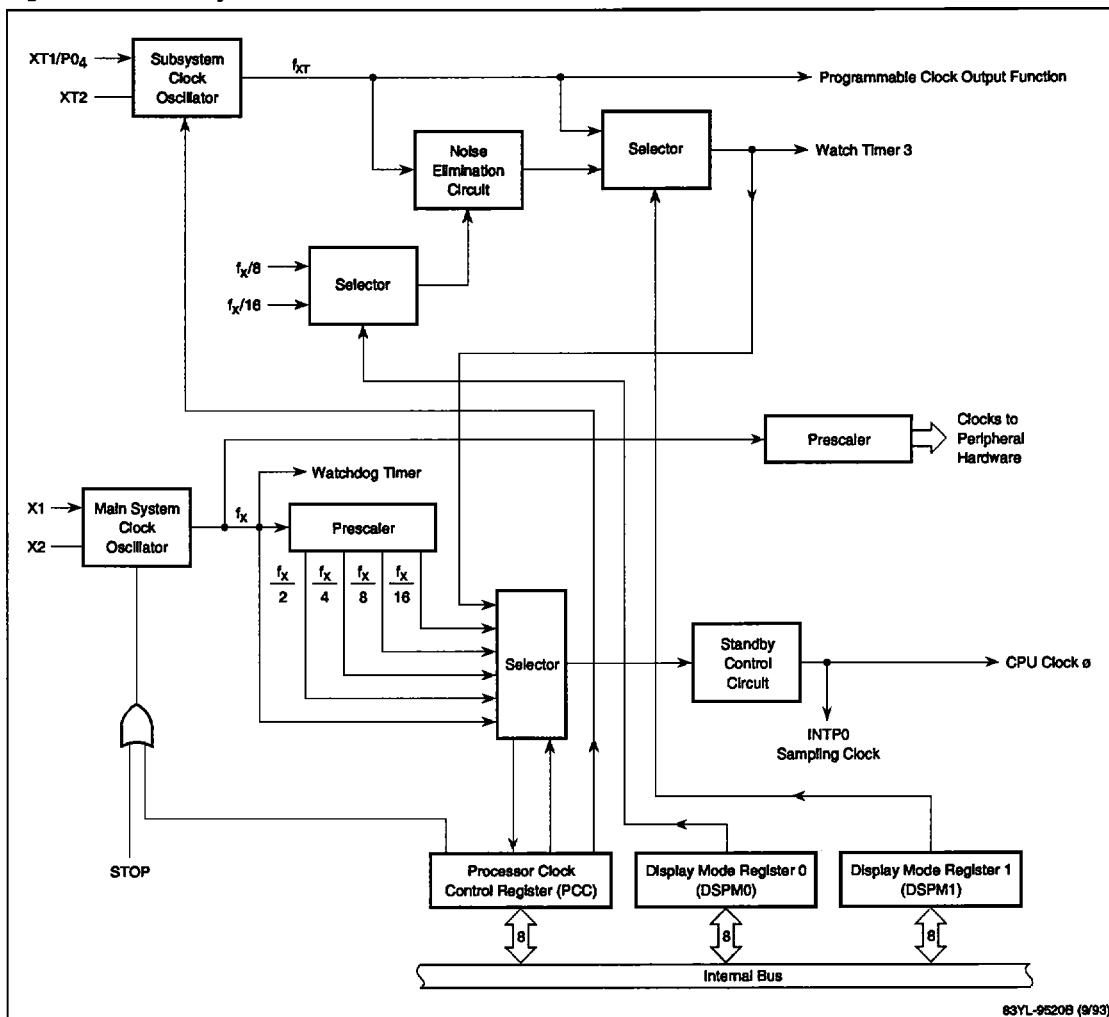 XT1/P0₄
XT2
Subsystem
Clock
Oscillator
fXT
Programmable Clock Output Function
Noise
Elimination
Circuit
Selector
Watch Timer 3
fX/8
fX/16
Selector
Prescaler
Clocks to
Peripheral
Hardware
Watchdog Timer
X1
X2
Main System
Clock
Oscillator
fX
Prescaler
fX/2
fX/4
fX/8
fX/16
Selector
Standby
Control
Circuit
CPU Clock ø
INTP0
Sampling Clock
STOP
Processor Clock
Control Register (PCC)
Display Mode Register 0
(DSPM0)
Display Mode Register 1
(DSPM1)
8
8
8
Internal Bus
83YL-9520B (9/93)